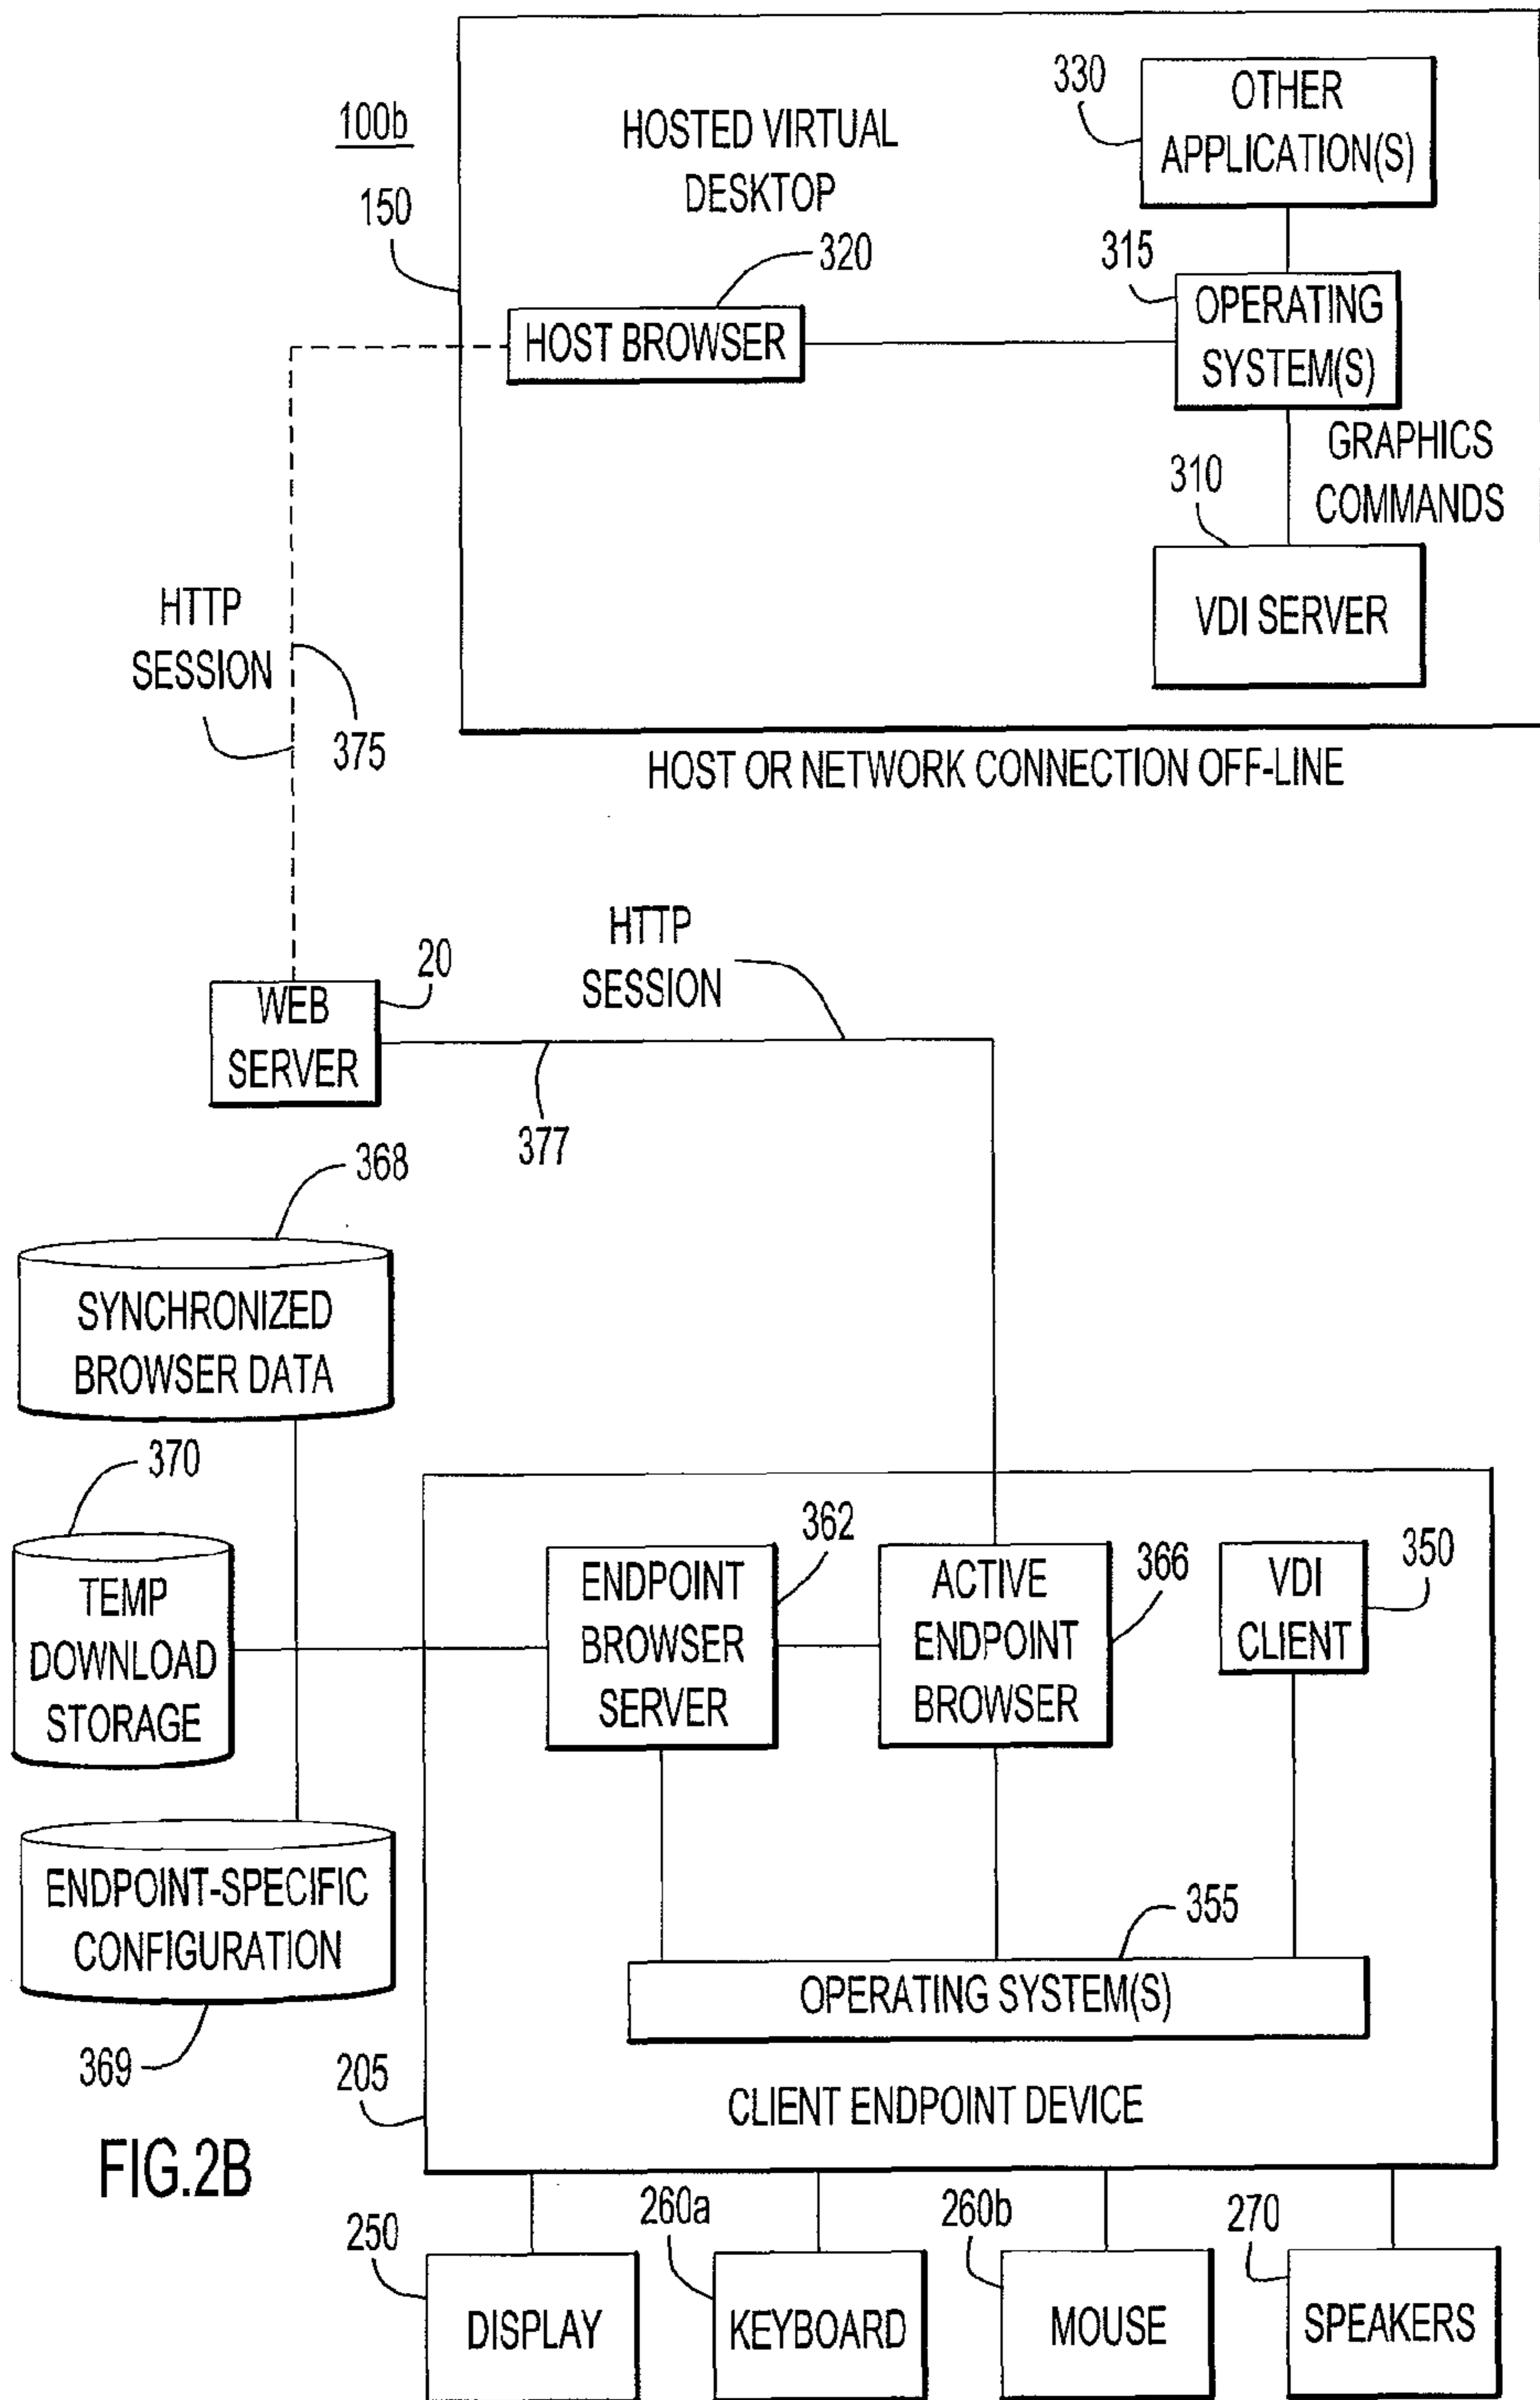 100b
150
HOSTED VIRTUAL
DESKTOP
330
OTHER
APPLICATION(S)
320
HOST BROWSER
315
OPERATING
SYSTEM(S)
GRAPHICS
COMMANDS
310
VDI SERVER
HTTP
SESSION
375
HOST OR NETWORK CONNECTION OFF-LINE
20
WEB
SERVER
HTTP
SESSION
377
368
SYNCHRONIZED
BROWSER DATA
370
TEMP
DOWNLOAD
STORAGE
ENDPOINT-SPECIFIC
CONFIGURATION
369
362
ENDPOINT
BROWSER
SERVER
366
ACTIVE
ENDPOINT
BROWSER
350
VDI
CLIENT
355
OPERATING SYSTEM(S)
205
CLIENT ENDPOINT DEVICE
FIG.2B
250
DISPLAY
260a
KEYBOARD
260b
MOUSE
270
SPEAKERS